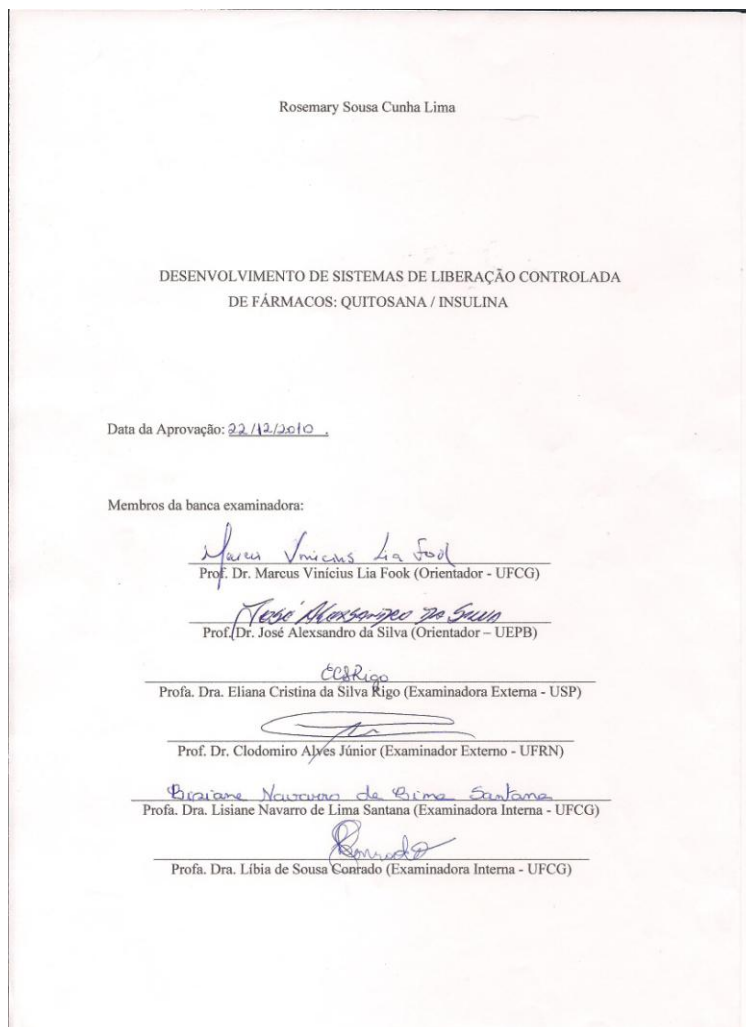 Rosemary Sousa Cunha Lima
DESENVOLVIMENTO DE SISTEMAS DE LIBERAÇÃO CONTROLADA
DE FÁRMACOS: QUITOSANA / INSULINA
Data da Aprovação: 22/12/2010.
Membros da banca examinadora:
Marcus Vinicius Lia Fook
Prof. Dr. Marcus Vinícius Lia Fook (Orientador - UFCG)
José Alexsandro da Silva
Prof. Dr. José Alexsandro da Silva (Orientador – UEPB)
ECSRigo
Profa. Dra. Eliana Cristina da Silva Rigo (Examinadora Externa - USP)
Prof. Dr. Clodomiro Alves Júnior (Examinador Externo - UFRN)
Lisiane Navarro de Lima Santana
Profa. Dra. Lisiane Navarro de Lima Santana (Examinadora Interna - UFCG)
Conrado
Profa. Dra. Líbia de Sousa Conrado (Examinadora Interna - UFCG)